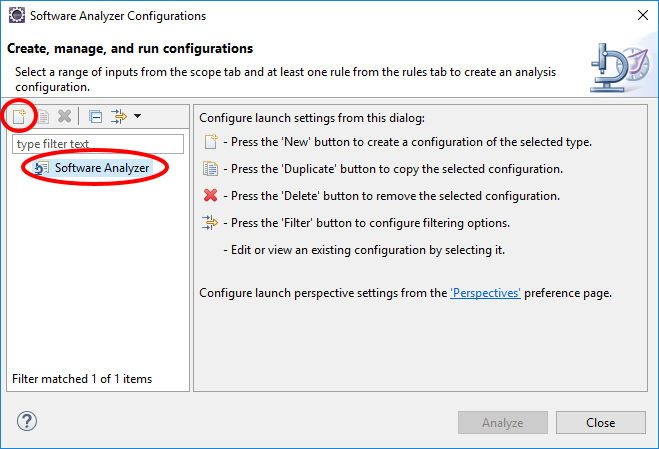 Software Analyzer Configurations
Create, manage, and run configurations
Select a range of inputs from the scope tab and at least one rule from the rules tab to create an analysis
configuration.
type filter text
Software Analyzer
Filter matched 1 of 1 items
Configure launch settings from this dialog:
- Press the 'New' button to create a configuration of the selected type.
- Press the 'Duplicate' button to copy the selected configuration.
- Press the 'Delete' button to remove the selected configuration.
- Press the 'Filter' button to configure filtering options.
- Edit or view an existing configuration by selecting it.
Configure launch perspective settings from the 'Perspectives' preference page.
?
Analyze
Close